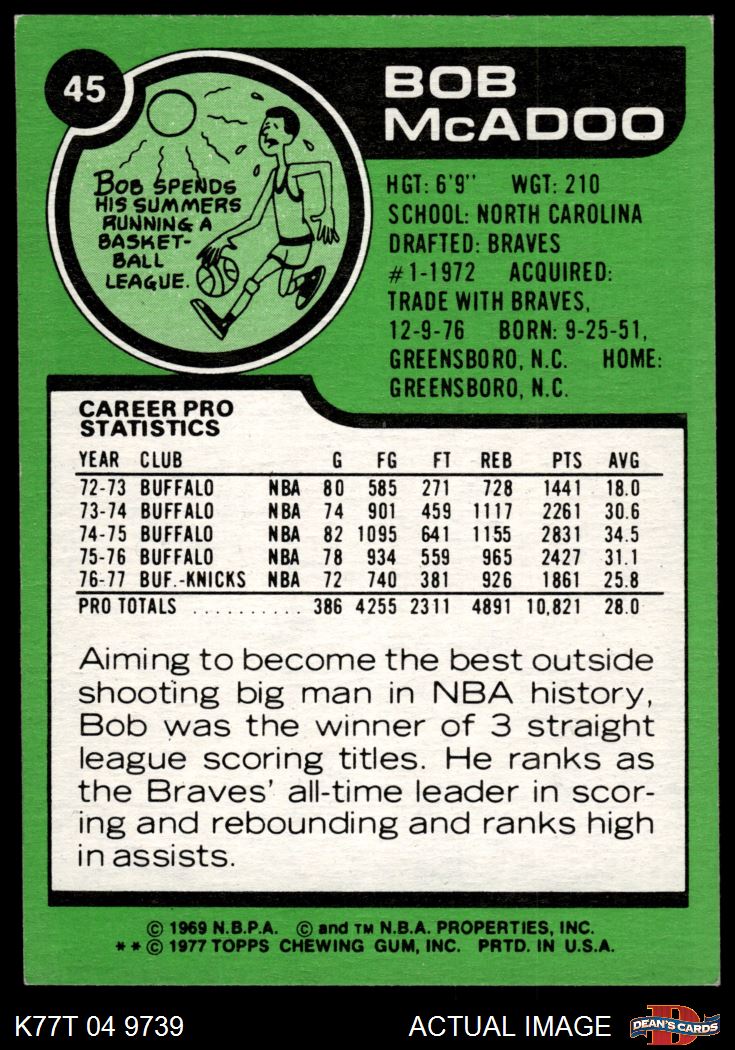 45
BOB
McADOO
BOB SPENDS
HIS SUMMERS
RUNNING A
BASKET-
BALL
LEAGUE.
HGT: 6'9" WGT: 210
SCHOOL: NORTH CAROLINA
DRAFTED: BRAVES
#1-1972 ACQUIRED:
TRADE WITH BRAVES,
12-9-76 BORN: 9-25-51,
GREENSBORO, N.C. HOME:
GREENSBORO, N.C.
CAREER PRO
STATISTICS
YEAR CLUB G FG FT REB PTS AVG
72-73 BUFFALO NBA 80 585 271 728 1441 18.0
73-74 BUFFALO NBA 74 901 459 1117 2261 30.6
74-75 BUFFALO NBA 82 1095 641 1155 2831 34.5
75-76 BUFFALO NBA 78 934 559 965 2427 31.1
76-77 BUF.-KNICKS NBA 72 740 381 926 1861 25.8
PRO TOTALS .......... 386 4255 2311 4891 10,821 28.0
Aiming to become the best outside
shooting big man in NBA history,
Bob was the winner of 3 straight
league scoring titles. He ranks as
the Braves' all-time leader in scor-
ing and rebounding and ranks high
in assists.
© 1969 N.B.P.A. © and TM N.B.A. PROPERTIES, INC.
** © 1977 TOPPS CHEWING GUM, INC. PRTD. IN U.S.A.
K77T 04 9739 ACTUAL IMAGE D DEAN'S CARDS